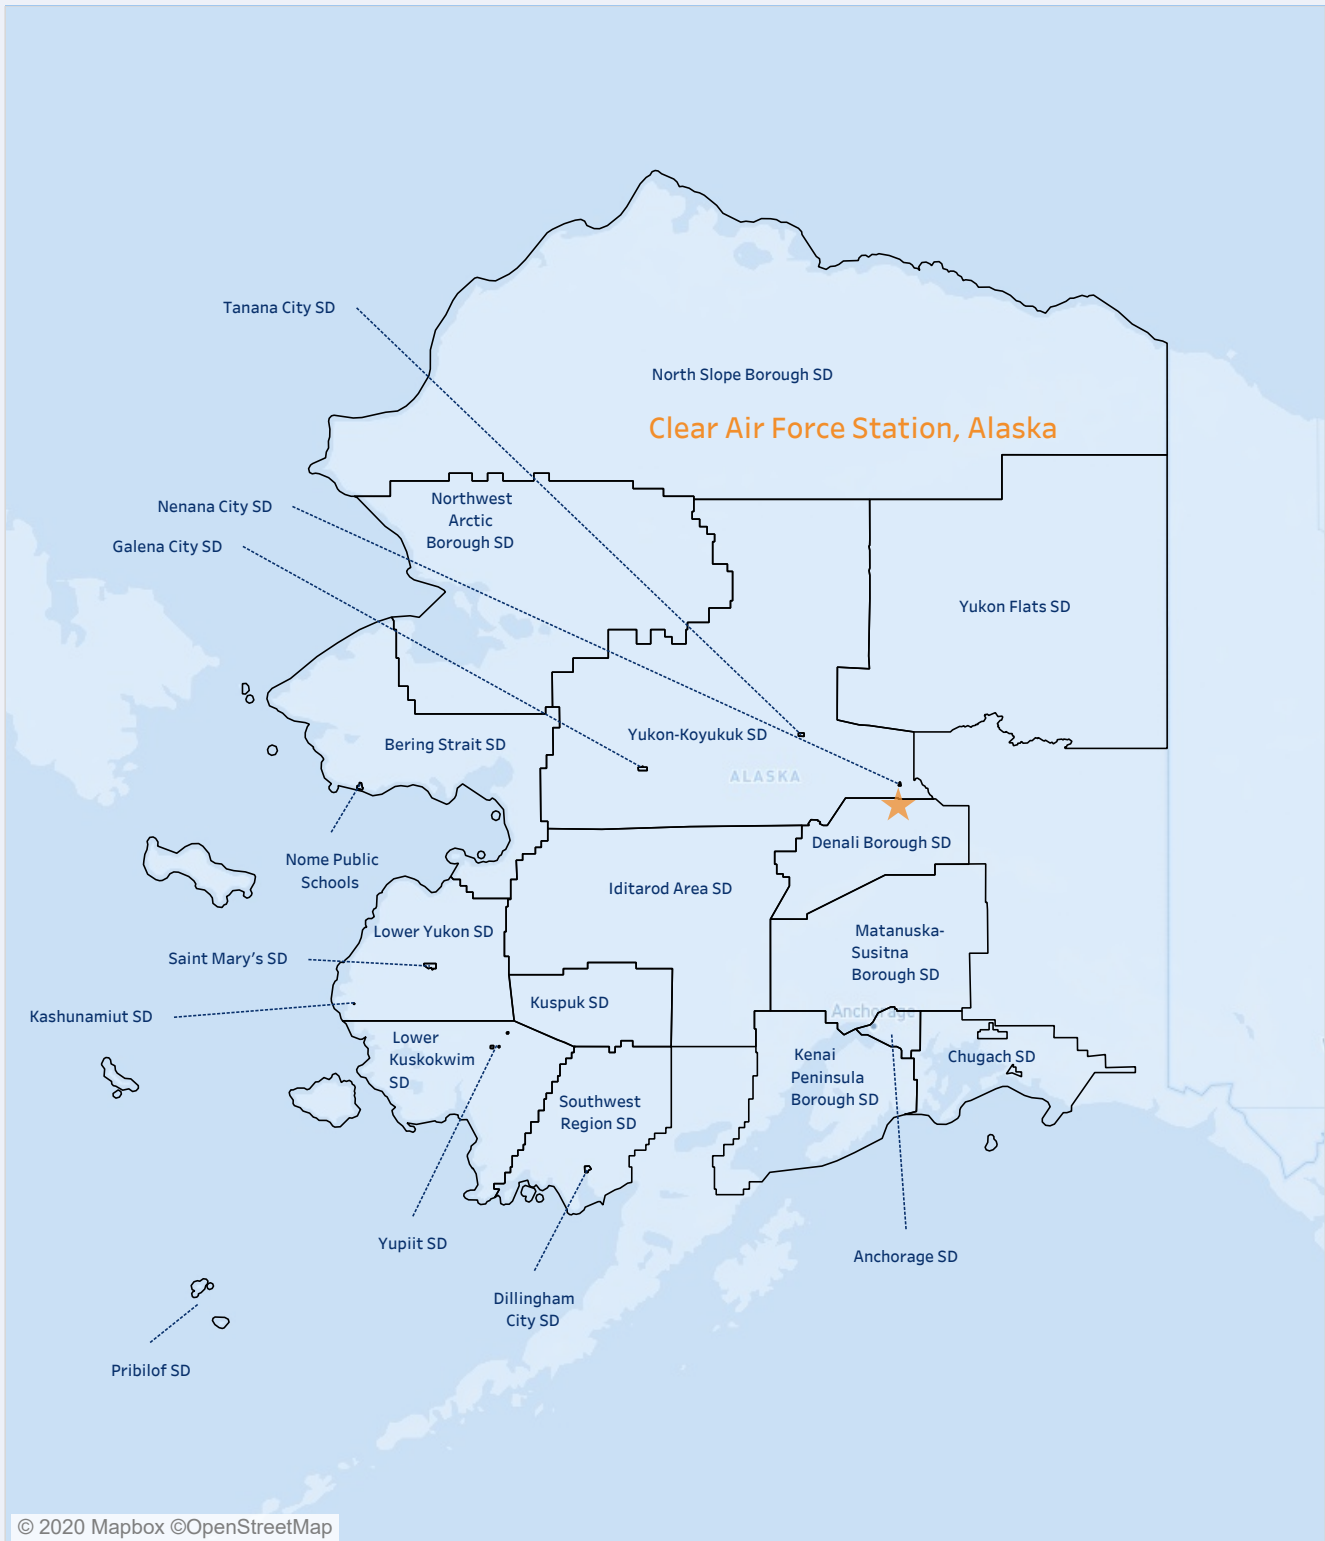 Tanana City SD
North Slope Borough SD
Clear Air Force Station, Alaska
Nenana City SD
Northwest
Arctic
Borough SD
Galena City SD
Yukon Flats SD
Yukon-Koyukuk SD
Bering Strait SD
ALASKA
Denali Borough SD
Nome Public
Schools
Iditarod Area SD
Lower Yukon SD
Matanuska-
Susitna
Borough SD
Saint Mary's SD
Kuspuk SD
Anchorage
Kashunamiut SD
Lower
Kuskokwim
SD
Kenai
Peninsula
Borough SD
Chugach SD
Southwest
Region SD
Yupiit SD
Anchorage SD
Dillingham
City SD
Pribilof SD
© 2020 Mapbox ©OpenStreetMap